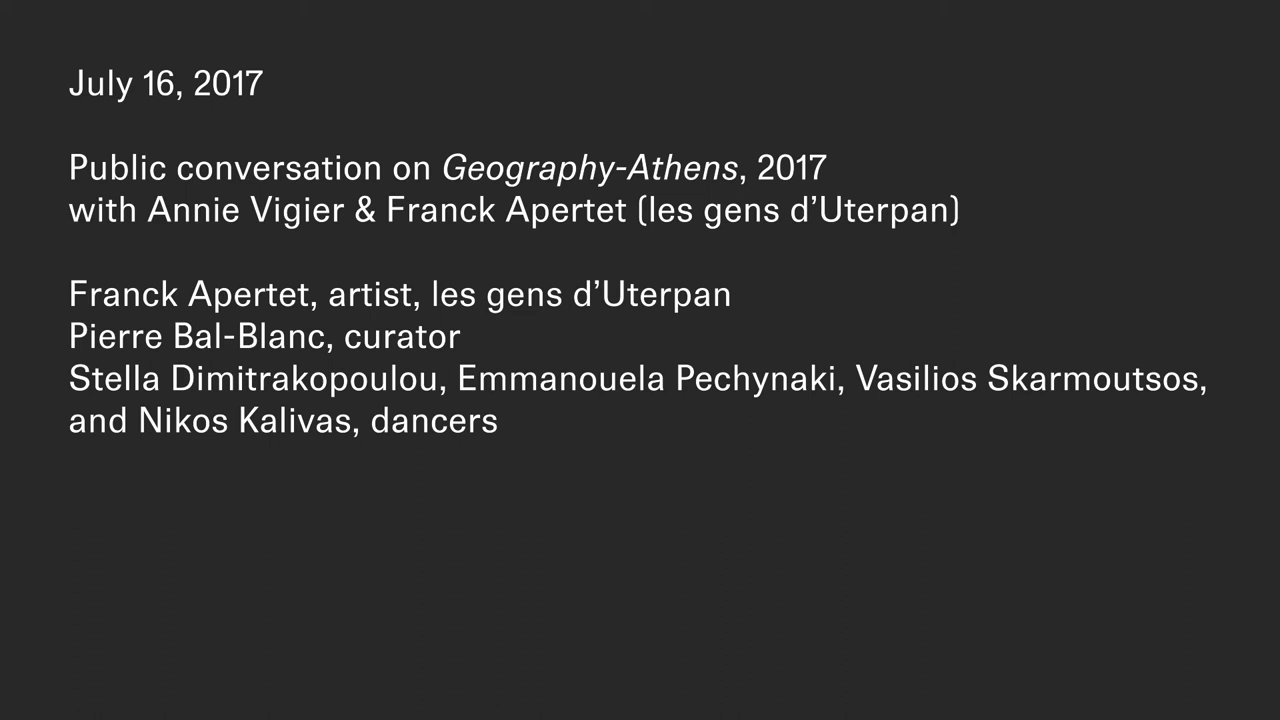 July 16, 2017
Public conversation on Geography-Athens, 2017
with Annie Vigier & Franck Apertet (les gens d’Uterpan)
Franck Apertet, artist, les gens d’Uterpan
Pierre Bal-Blanc, curator
Stella Dimitrakopoulou, Emmanouela Pechynaki, Vasilios Skarmoutsos,
and Nikos Kalivas, dancers